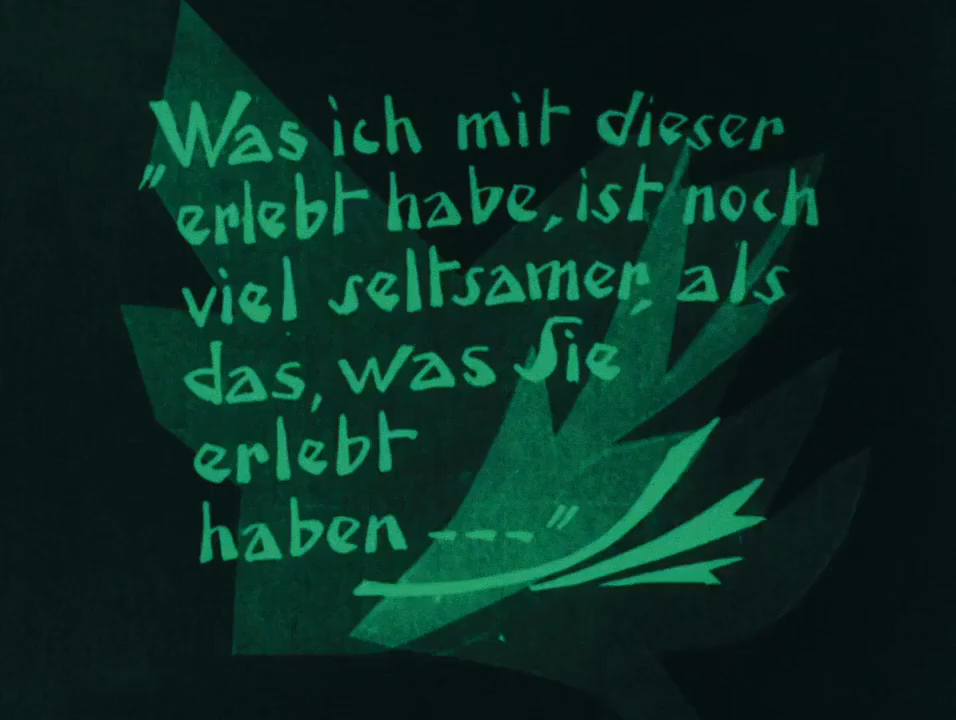 „Was ich mit dieser
erlebt habe, ist noch
viel seltsamer, als
das, was Sie
erlebt
haben ---"